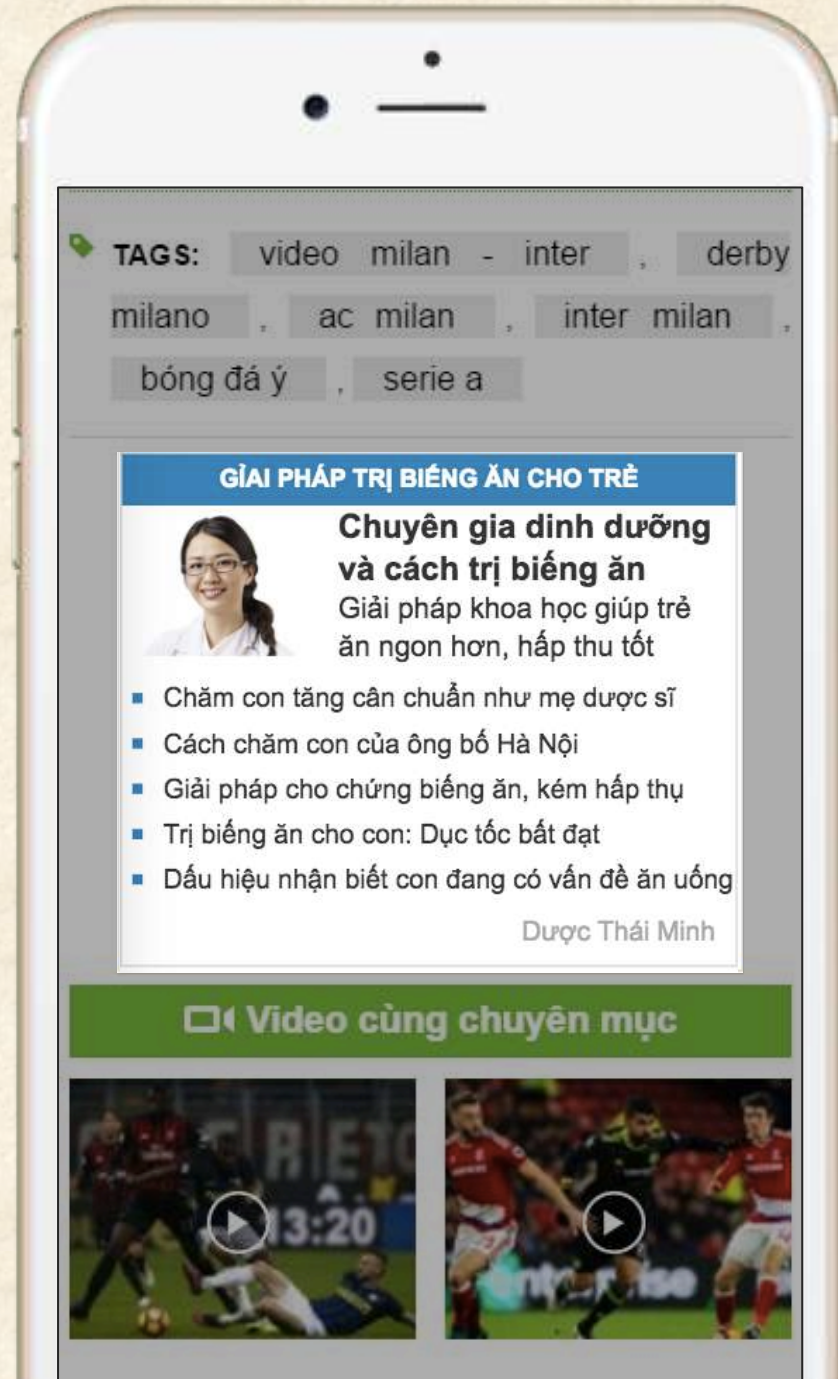 TAGS: video milan - inter , derby
milano , ac milan , inter milan ,
bóng đá ý , serie a
GỈAI PHÁP TRỊ BIẾNG ĂN CHO TRẺ
Chuyên gia dinh dưỡng
và cách trị biếng ăn
Giải pháp khoa học giúp trẻ
ăn ngon hơn, hấp thu tốt
Chăm con tăng cân chuẩn như mẹ dược sĩ
Cách chăm con của ông bố Hà Nội
Giải pháp cho chứng biếng ăn, kém hấp thụ
Trị biếng ăn cho con: Dục tốc bất đạt
Dấu hiệu nhận biết con đang có vấn đề ăn uống
Dược Thái Minh
Video cùng chuyên mục
13:20